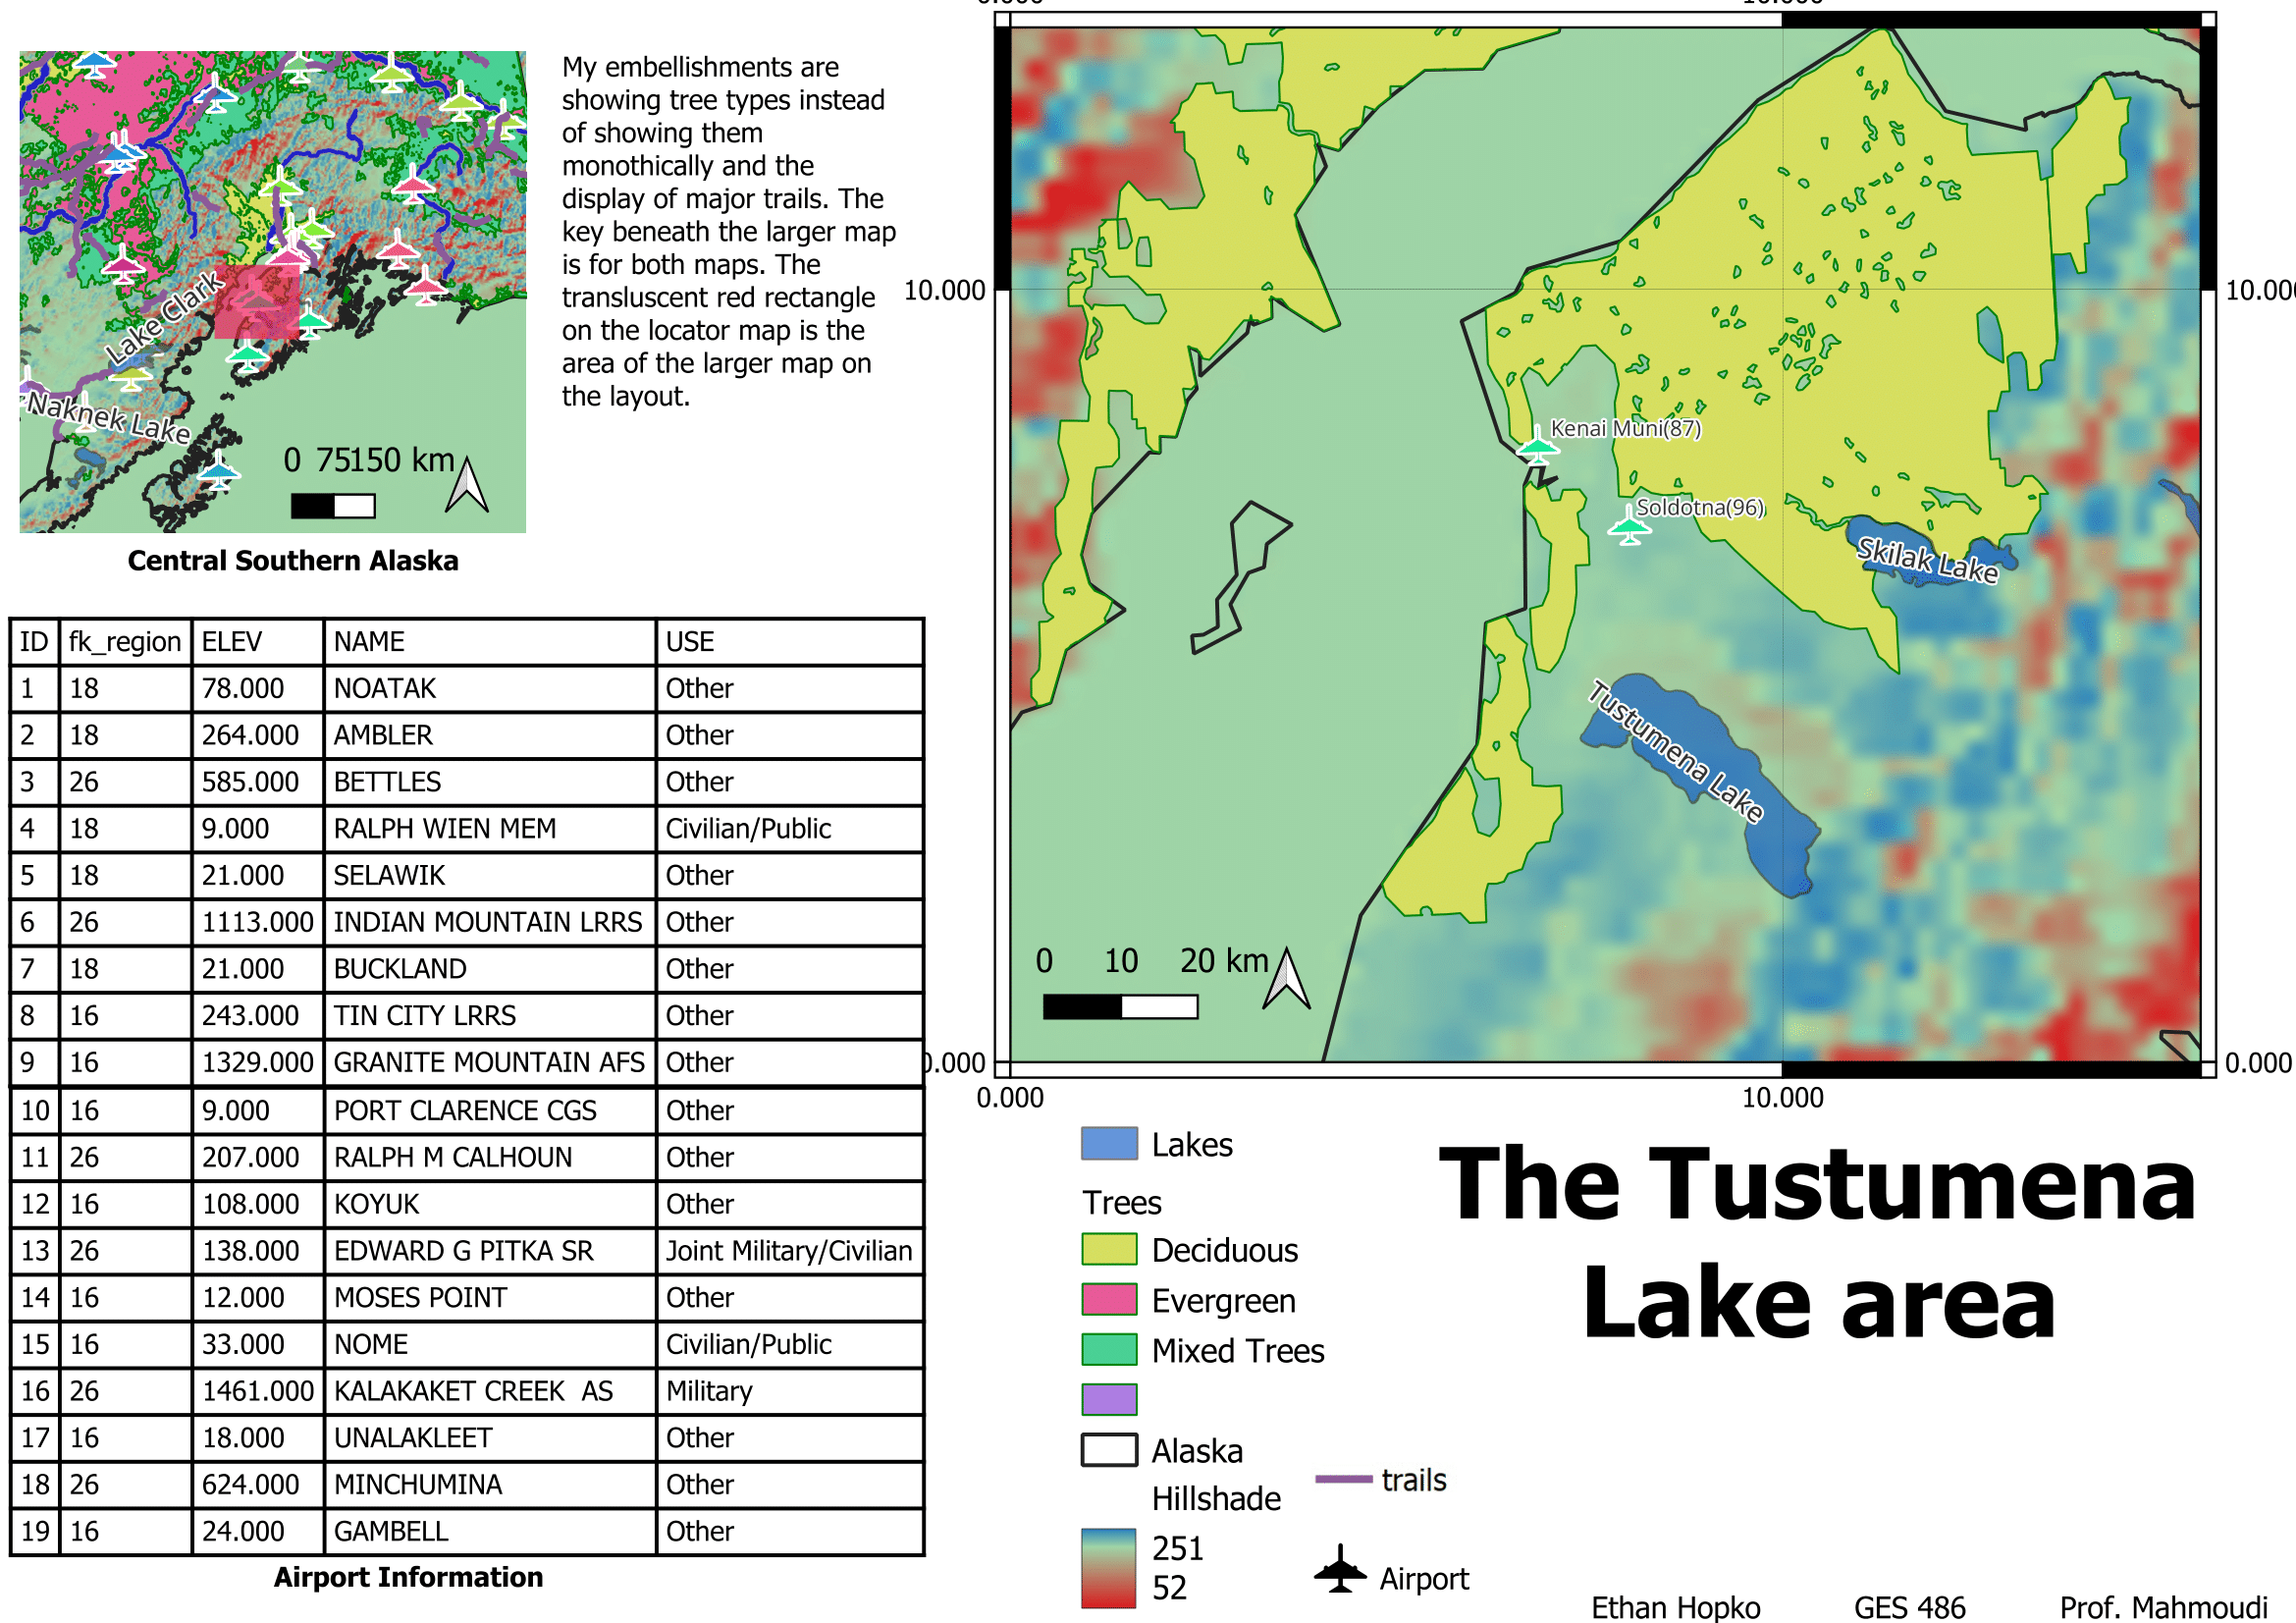 My embellishments are
showing tree types instead
of showing them
monothically and the
display of major trails. The
key beneath the larger map
is for both maps. The
transluscent red rectangle
on the locator map is the
area of the larger map on
the layout.
Lake Clark
Naknek Lake
0 75150 km
Central Southern Alaska
ID fk_region ELEV NAME USE
1 18 78.000 NOATAK Other
2 18 264.000 AMBLER Other
3 26 585.000 BETTLES Other
4 18 9.000 RALPH WIEN MEM Civilian/Public
5 18 21.000 SELAWIK Other
6 26 1113.000 INDIAN MOUNTAIN LRRS Other
7 18 21.000 BUCKLAND Other
8 16 243.000 TIN CITY LRRS Other
9 16 1329.000 GRANITE MOUNTAIN AFS Other
10 16 9.000 PORT CLARENCE CGS Other
11 26 207.000 RALPH M CALHOUN Other
12 16 108.000 KOYUK Other
13 26 138.000 EDWARD G PITKA SR Joint Military/Civilian
14 16 12.000 MOSES POINT Other
15 16 33.000 NOME Civilian/Public
16 26 1461.000 KALAKAKET CREEK  AS Military
17 16 18.000 UNALAKLEET Other
18 26 624.000 MINCHUMINA Other
19 16 24.000 GAMBELL Other
Airport Information
0.000 10.000
10.000 10.000
Kenai Muni(87)
Soldotna(96)
Skilak Lake
Tustumena Lake
0 10 20 km
0.000 0.000
0.000 10.000
Lakes
Trees
Deciduous
Evergreen
Mixed Trees
Alaska
Hillshade
251
52
trails
Airport
The Tustumena
Lake area
Ethan Hopko GES 486 Prof. Mahmoudi